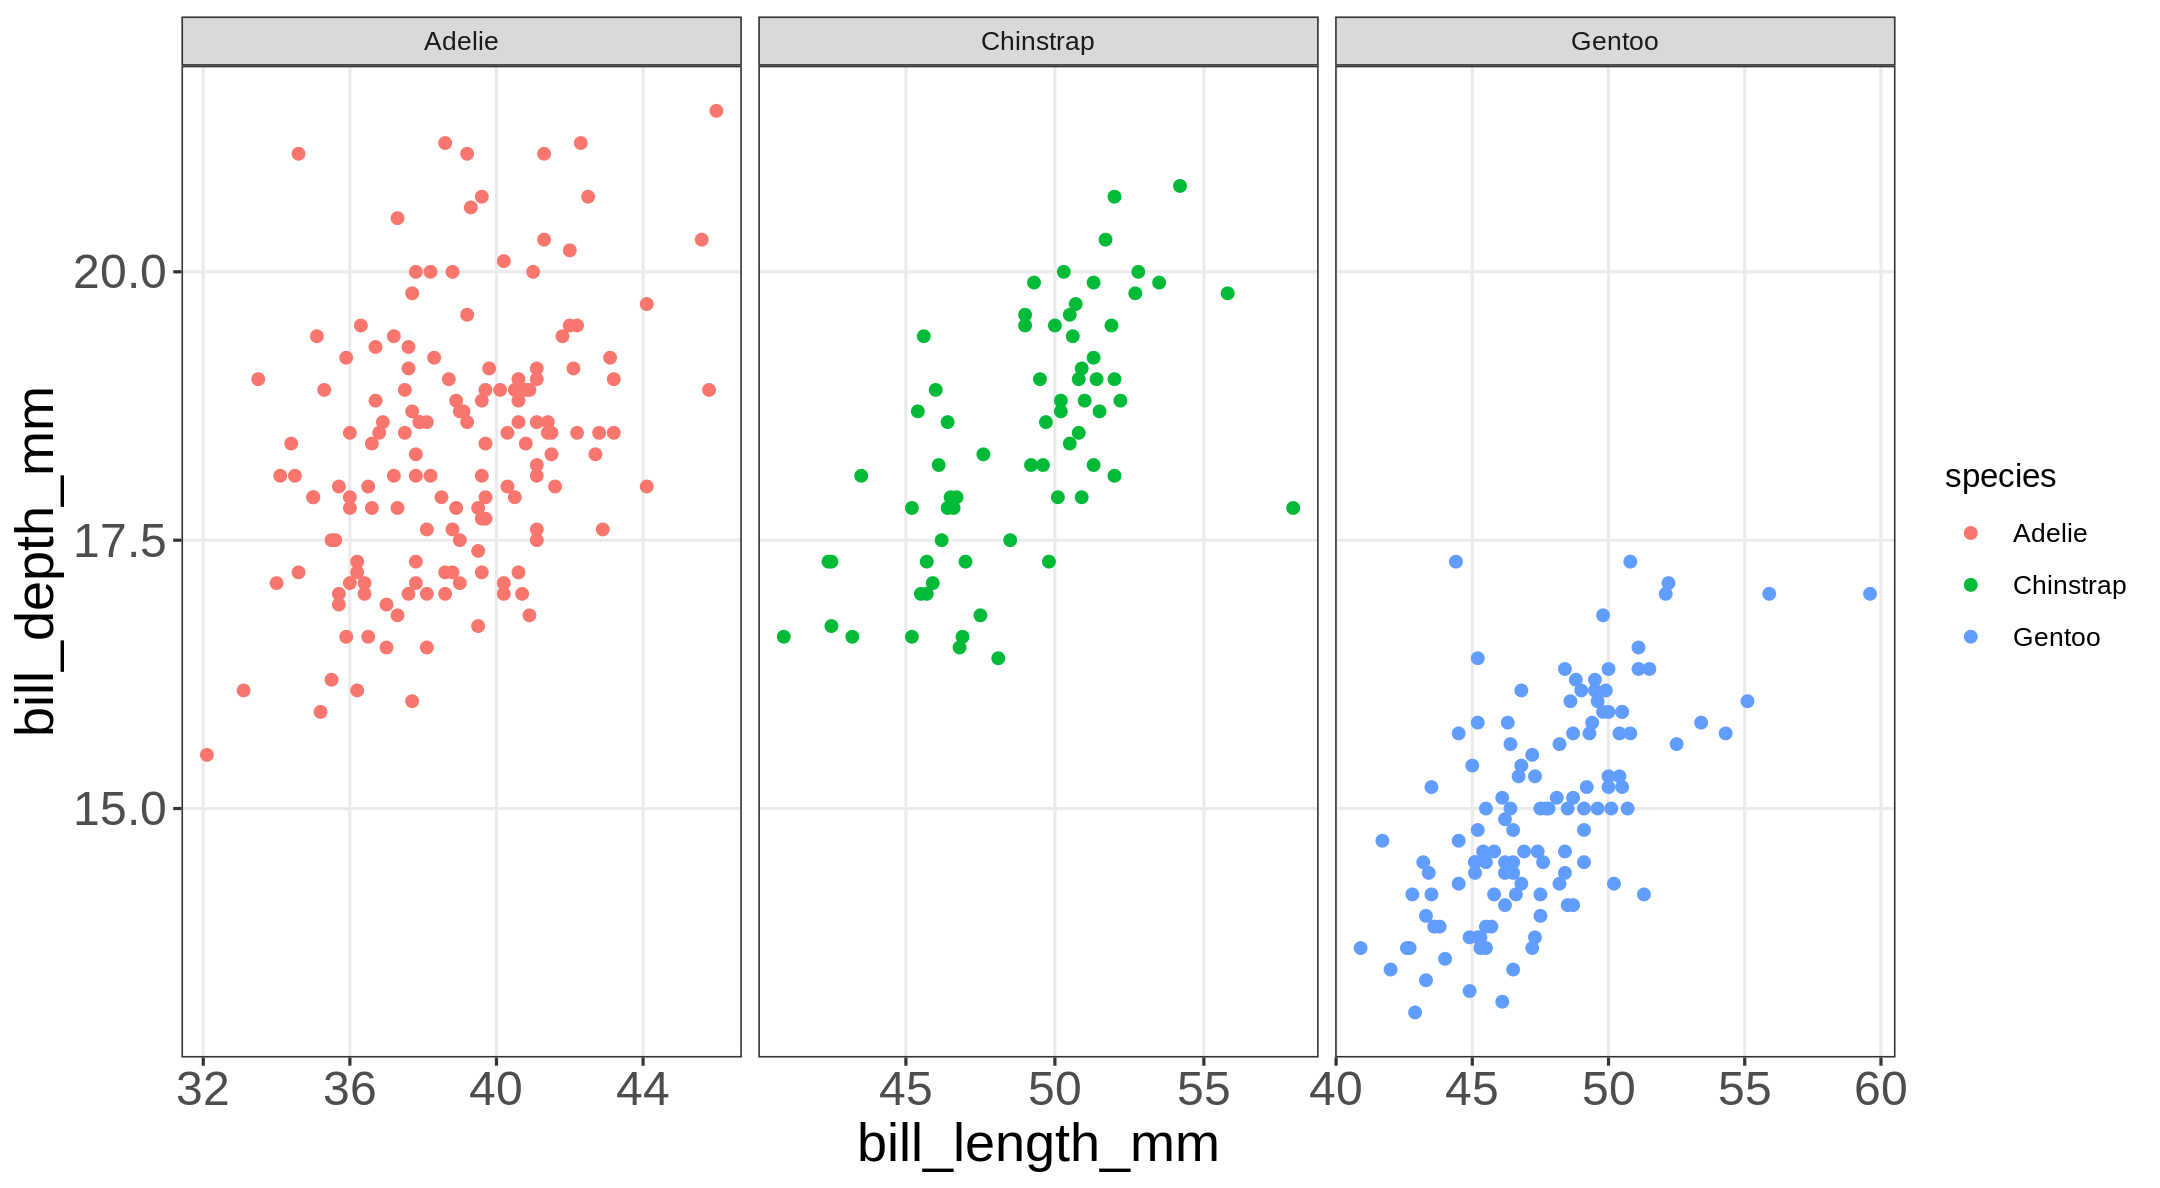 Adelie
Chinstrap
Gentoo
20.0
17.5
15.0
bill_depth_mm
32 36 40 44
45 50 55
40 45 50 55 60
bill_length_mm
species
Adelie
Chinstrap
Gentoo